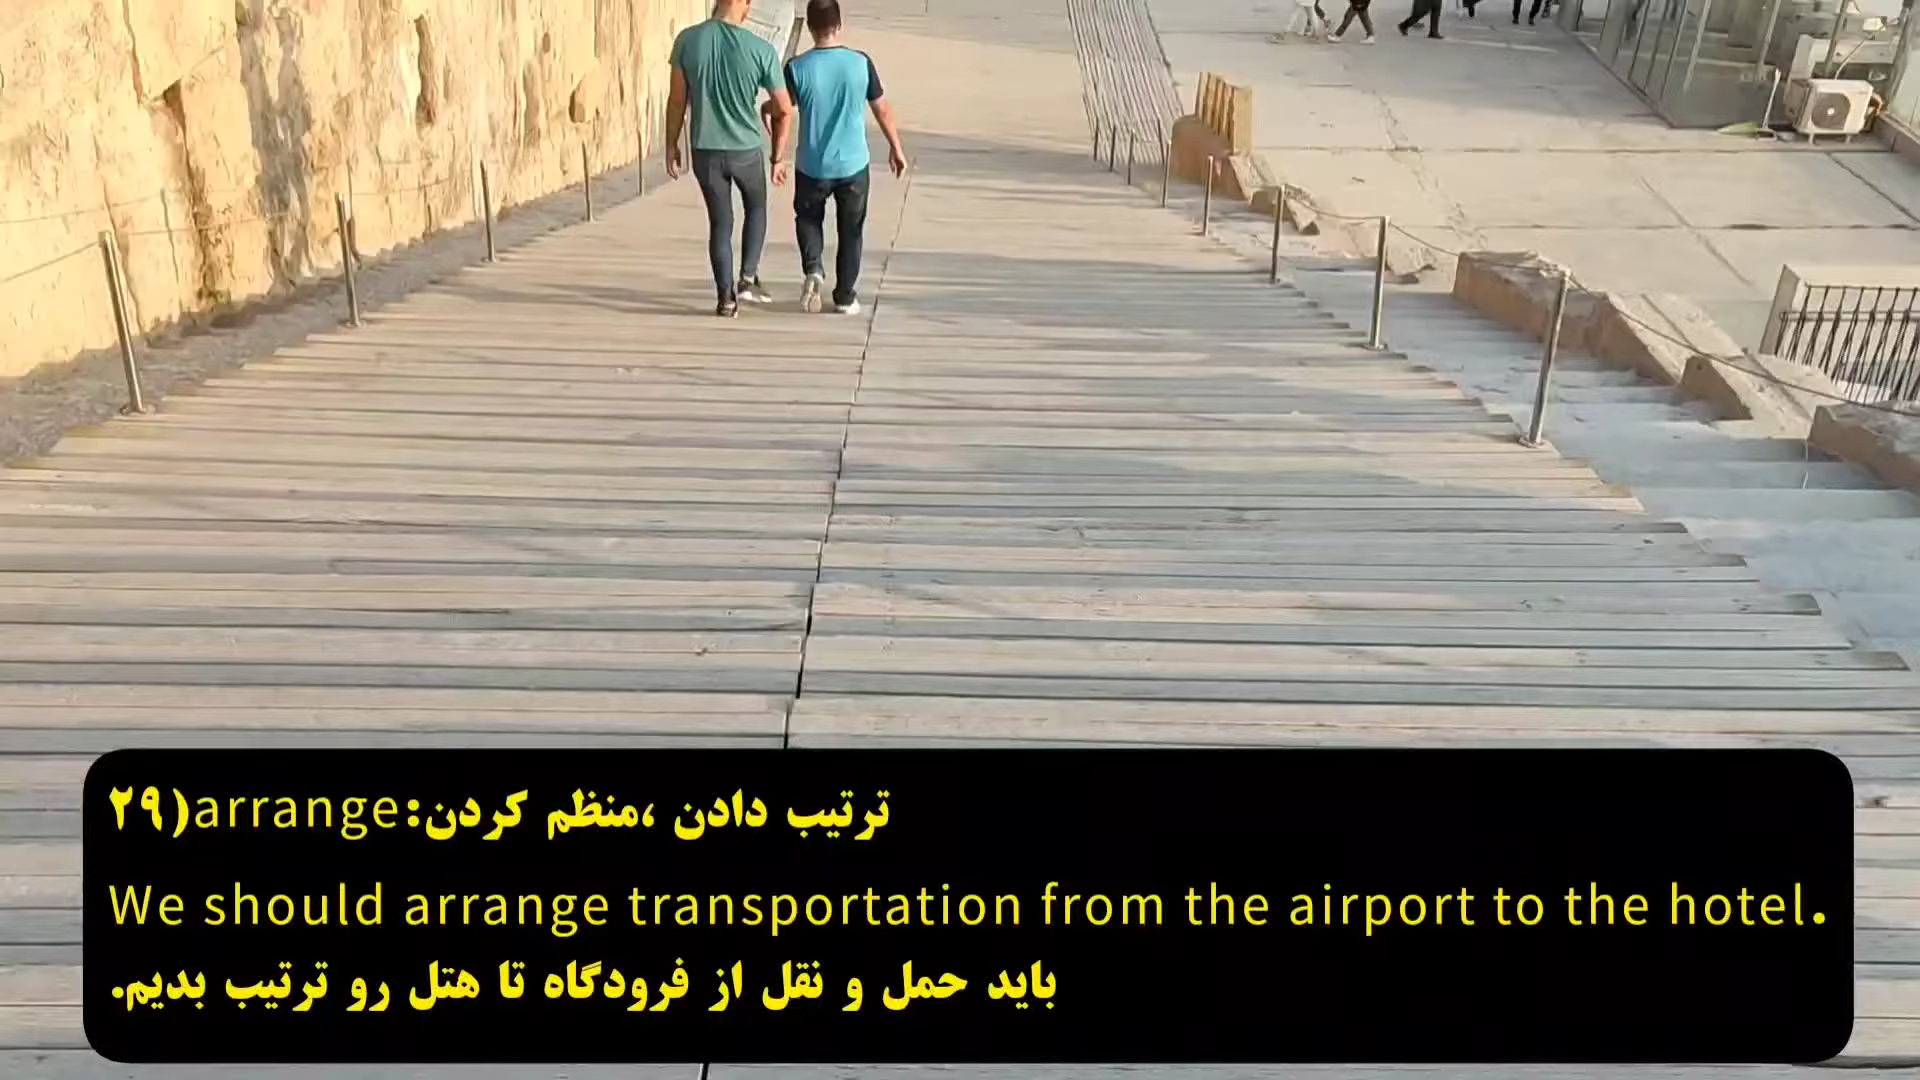 ۲۹)arrange:ترتیب دادن ،منظم کردن
We should arrange transportation from the airport to the hotel.
باید حمل و نقل از فرودگاه تا هتل رو ترتیب بدیم.